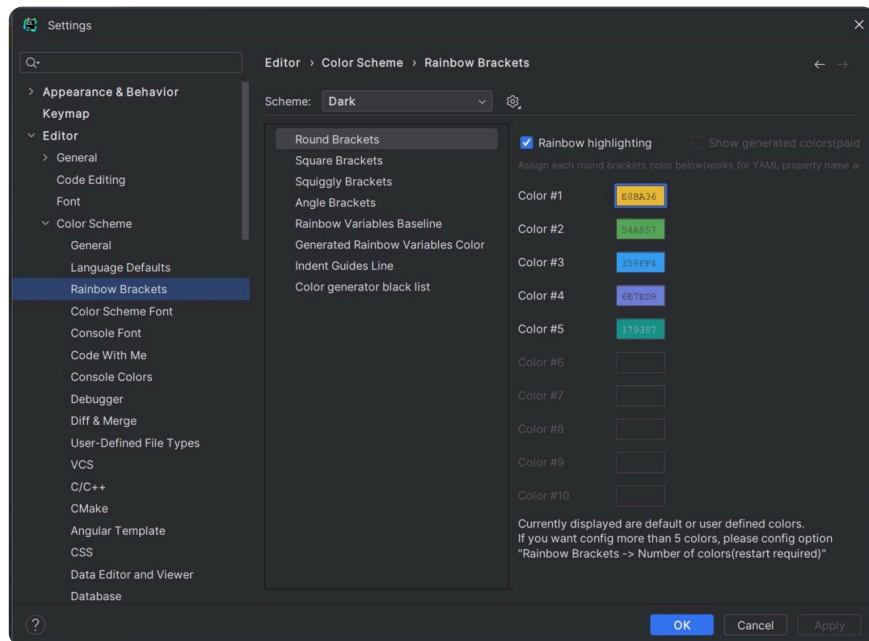 Settings
Editor › Color Scheme › Rainbow Brackets
Appearance & Behavior
Keymap
Editor
General
Code Editing
Font
Color Scheme
General
Language Defaults
Rainbow Brackets
Color Scheme Font
Console Font
Code With Me
Console Colors
Debugger
Diff & Merge
User-Defined File Types
VCS
C/C++
CMake
Angular Template
CSS
Data Editor and Viewer
Database
Scheme: Dark
Round Brackets
Square Brackets
Squiggly Brackets
Angle Brackets
Rainbow Variables Baseline
Generated Rainbow Variables Color
Indent Guides Line
Color generator black list
Rainbow highlighting Show generated colors(paid
Assign each round brackets color below(works for YAML property name as
Color #1 E8BA36
Color #2 54A857
Color #3 359FF4
Color #4 6E7ED9
Color #5 179387
Color #6
Color #7
Color #8
Color #9
Color #10
Currently displayed are default or user defined colors.
If you want config more than 5 colors, please config option
"Rainbow Brackets -> Number of colors(restart required)"
? OK Cancel Apply